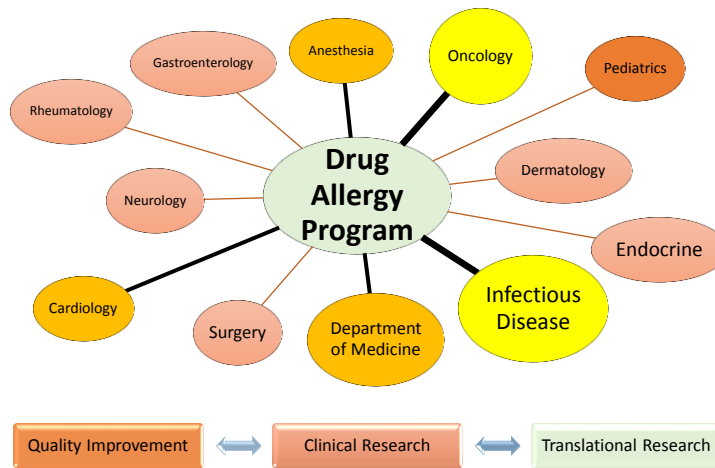 Anesthesia
Oncology
Gastroenterology
Pediatrics
Rheumatology
Drug
Allergy
Program
Dermatology
Neurology
Endocrine
Infectious
Disease
Cardiology
Surgery
Department
of Medicine
Quality Improvement
Clinical Research
Translational Research